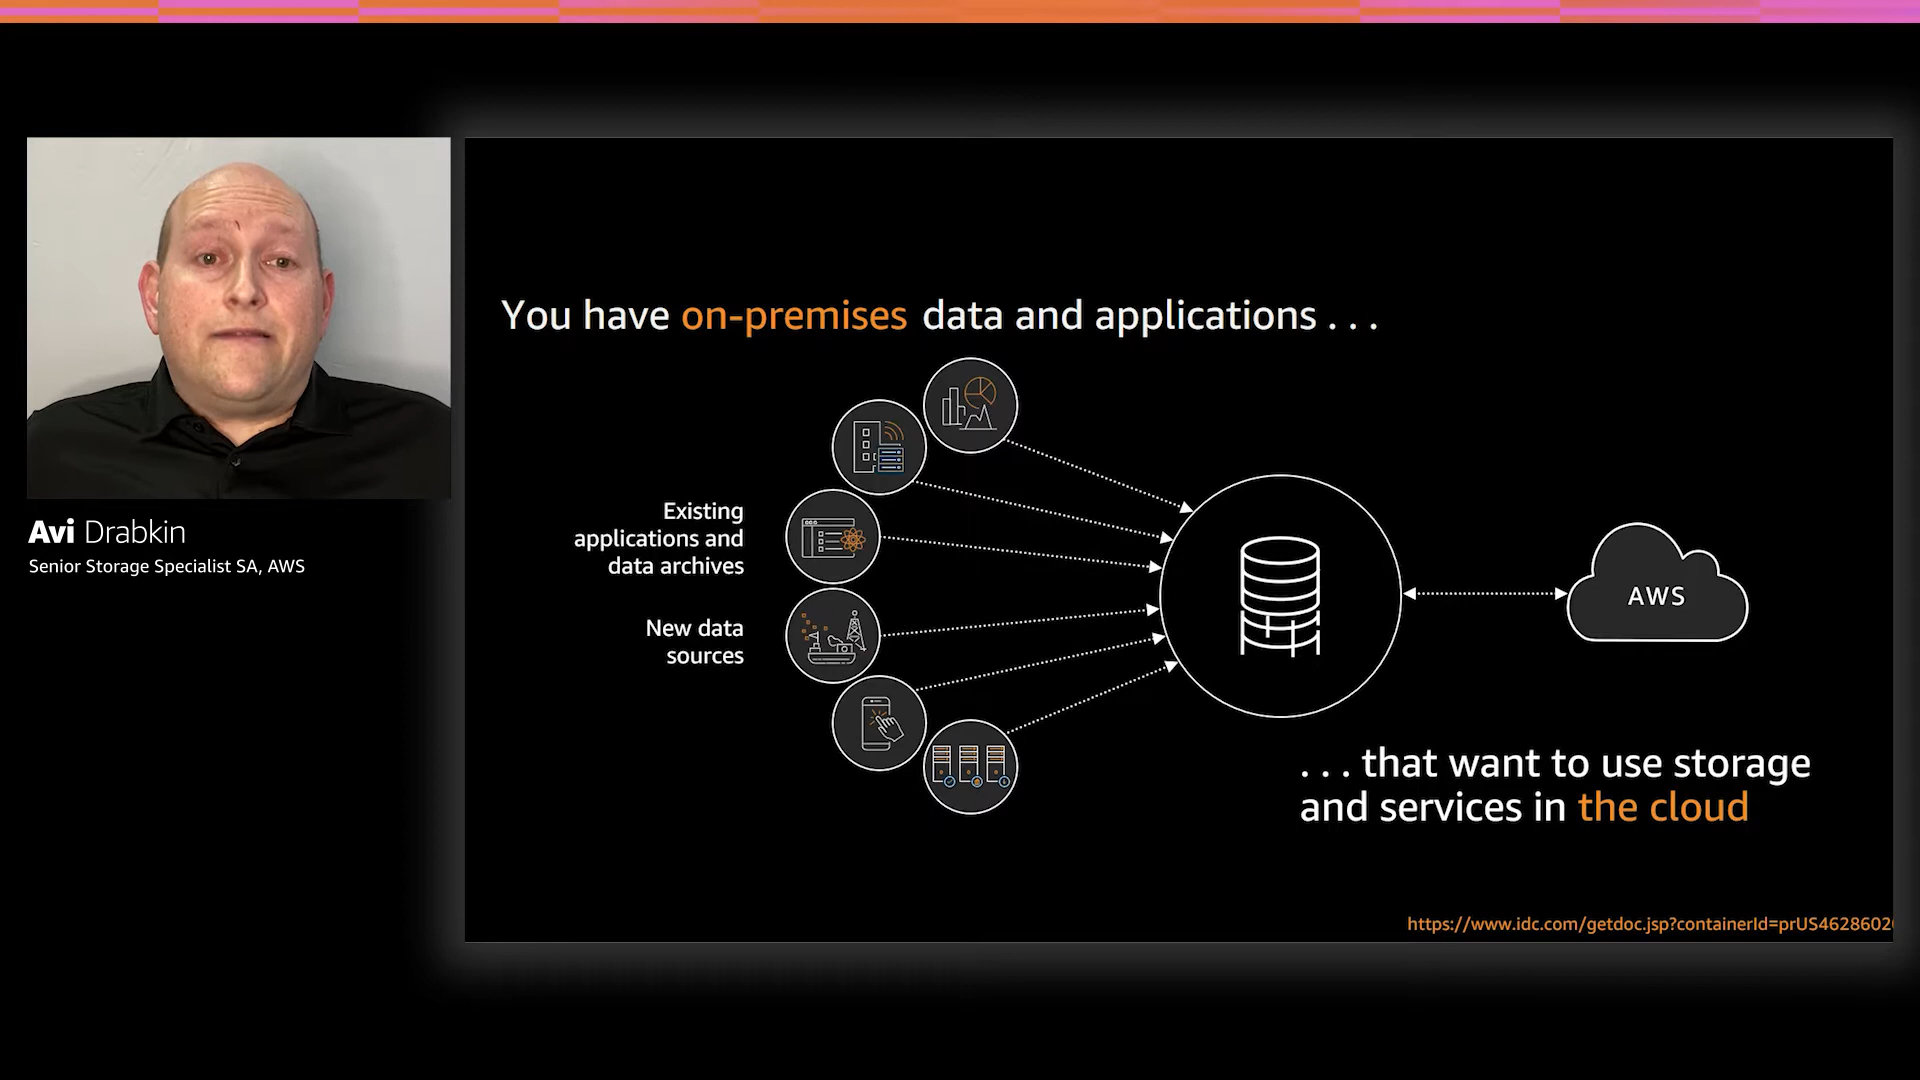 Avi Drabkin
Senior Storage Specialist SA, AWS
You have on-premises data and applications . . .
Existing
applications and
data archives
New data
sources
AWS
. . . that want to use storage
and services in the cloud
https://www.idc.com/getdoc.jsp?containerId=prUS4628602